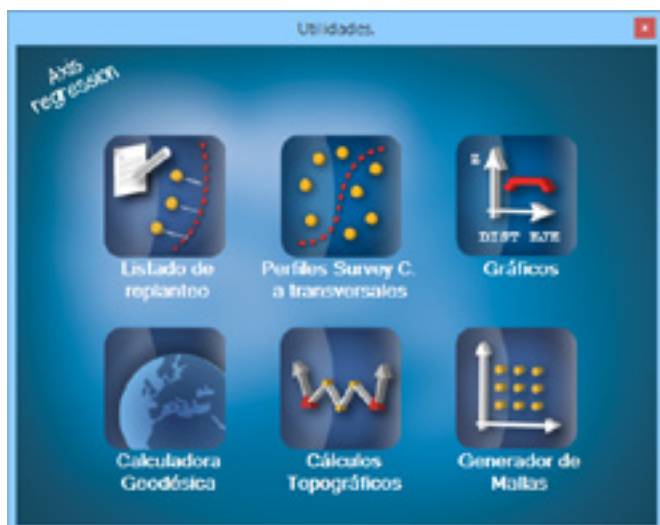 Utilidades.
Axis
regression
Z
DIST EJE
Listado de
replanteo
Perfiles Survey C.
a transversales
Gráficos
Calculadora
Geodésica
Cálculos
Topográficos
Generador de
Mallas